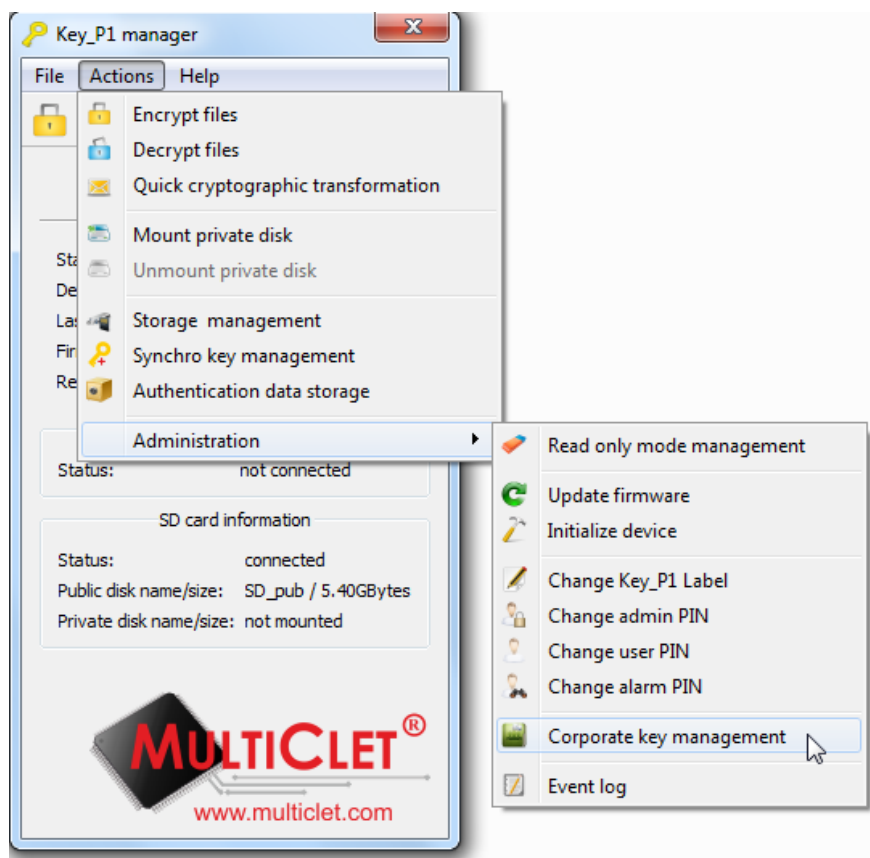 Key_P1 manager
File Actions Help
Encrypt files
Decrypt files
Quick cryptographic transformation
Mount private disk
Unmount private disk
Storage management
Synchro key management
Authentication data storage
Administration
Read only mode management
Update firmware
Initialize device
Change Key_P1 Label
Change admin PIN
Change user PIN
Change alarm PIN
Corporate key management
Event log
Status: not connected
SD card information
Status: connected
Public disk name/size: SD_pub / 5.40GBytes
Private disk name/size: not mounted
MULTICLET®
www.multiclet.com